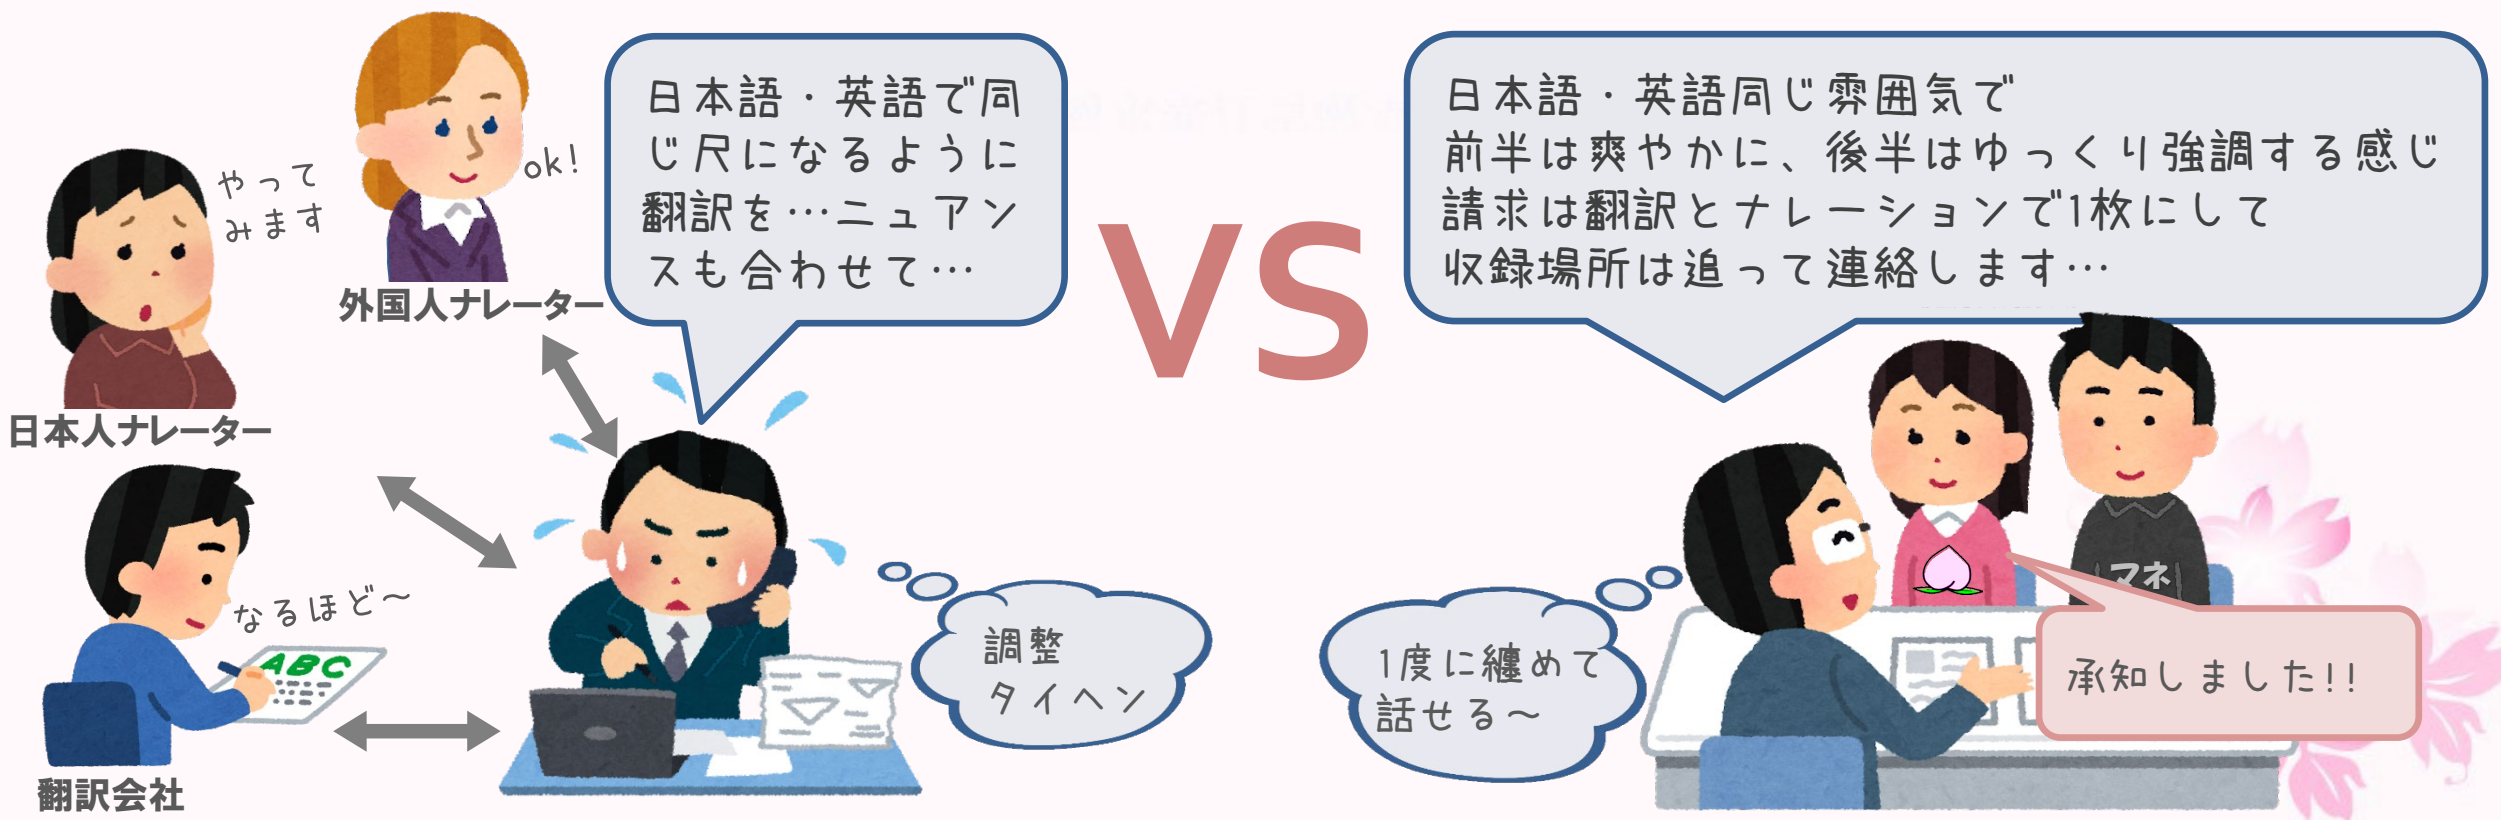 やって
みます
ok!
外国人ナレーター
日本人ナレーター
なるほど～
ABC
翻訳会社
日本語・英語で同
じ尺になるように
翻訳を…ニュアン
スも合わせて…
調整
タイヘン
VS
日本語・英語同じ雰囲気で
前半は爽やかに、後半はゆっくり強調する感じ
請求は翻訳とナレーションで1枚にして
収録場所は追って連絡します…
1度に纏めて
話せる～
マネ
承知しました!!